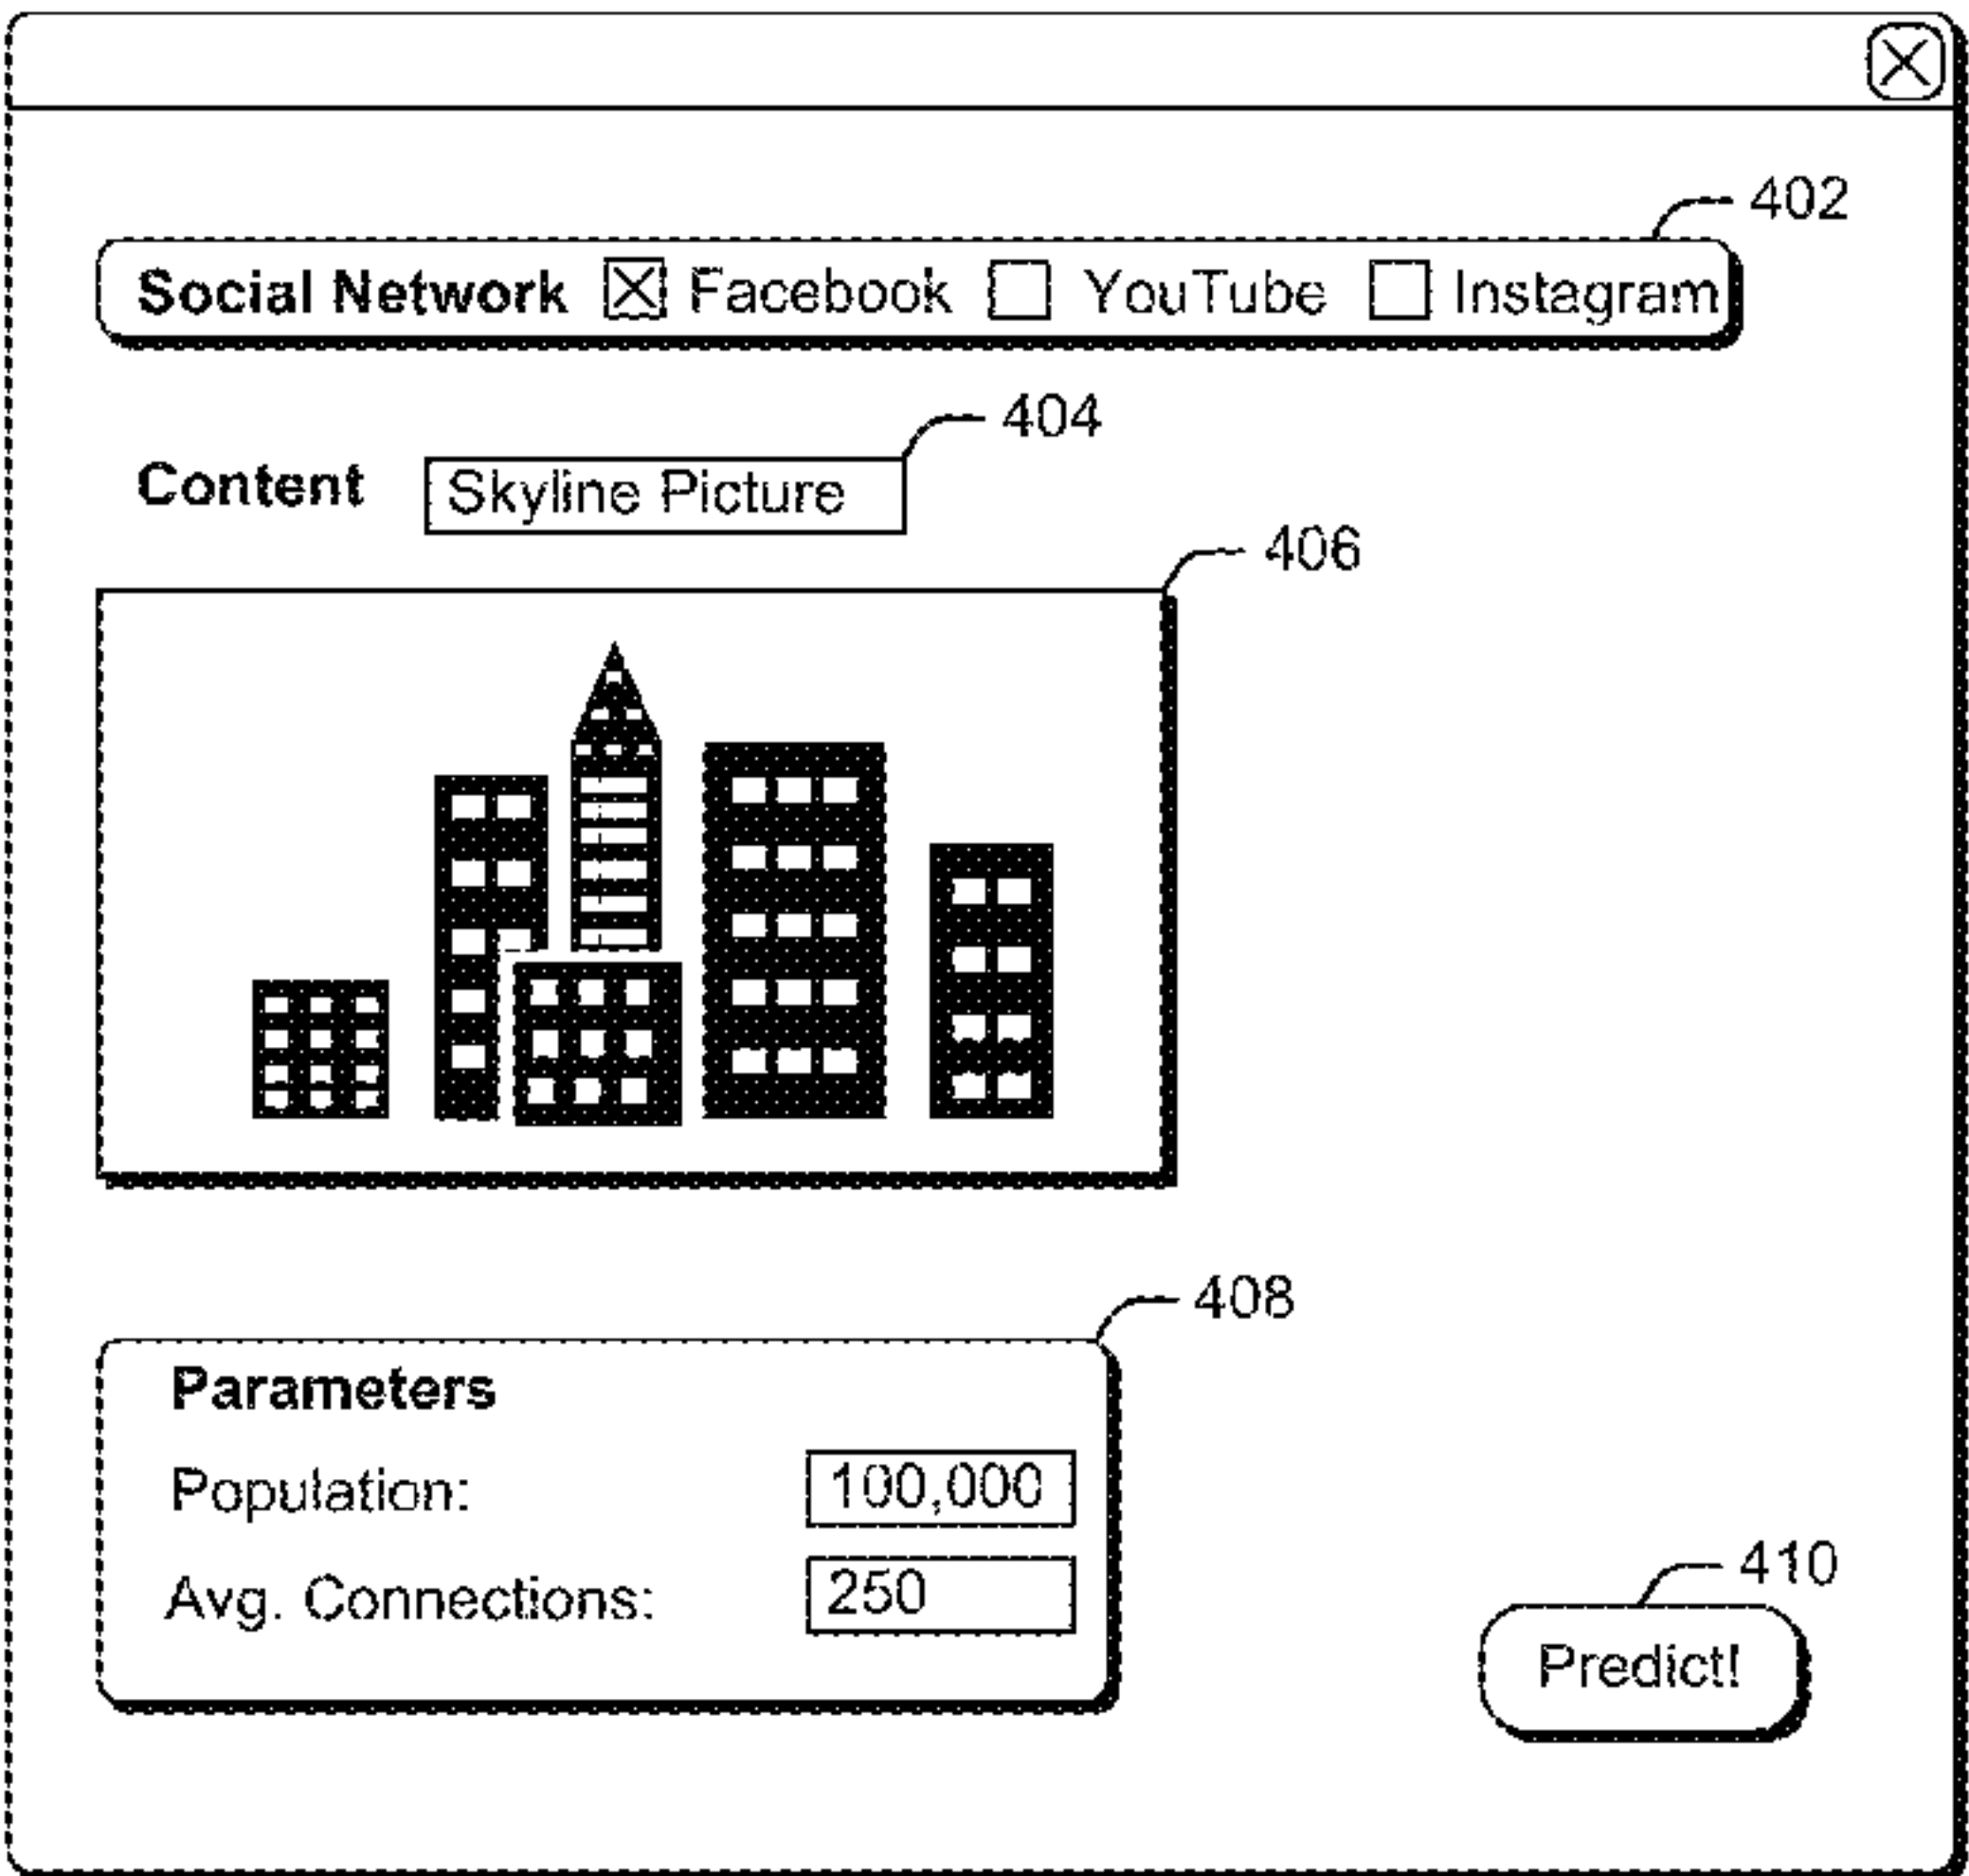 402
Social Network Facebook YouTube Instagram
404
Content Skyline Picture
406
408
Parameters
Population: 100,000
Avg. Connections: 250
410
Predict!